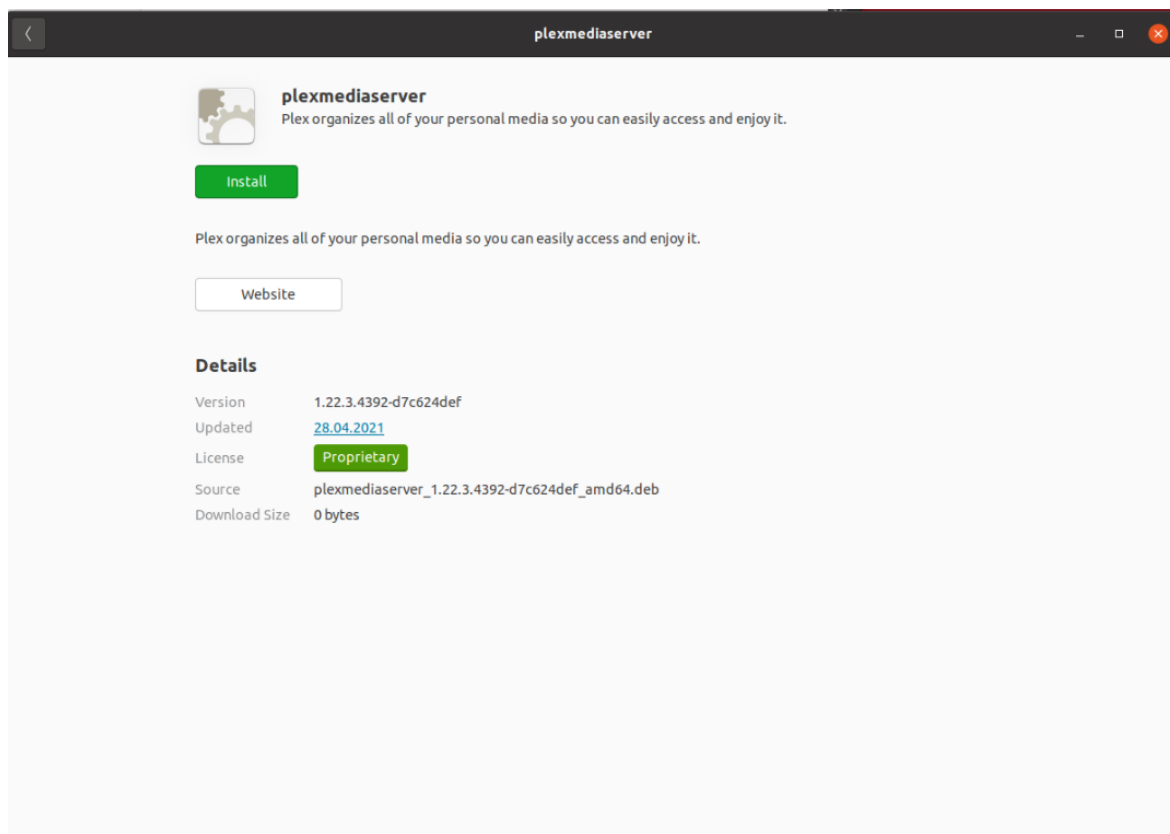 plexmediaserver
plexmediaserver
Plex organizes all of your personal media so you can easily access and enjoy it.
Install
Plex organizes all of your personal media so you can easily access and enjoy it.
Website
Details
Version 1.22.3.4392-d7c624def
Updated 28.04.2021
License Proprietary
Source plexmediaserver_1.22.3.4392-d7c624def_amd64.deb
Download Size 0 bytes